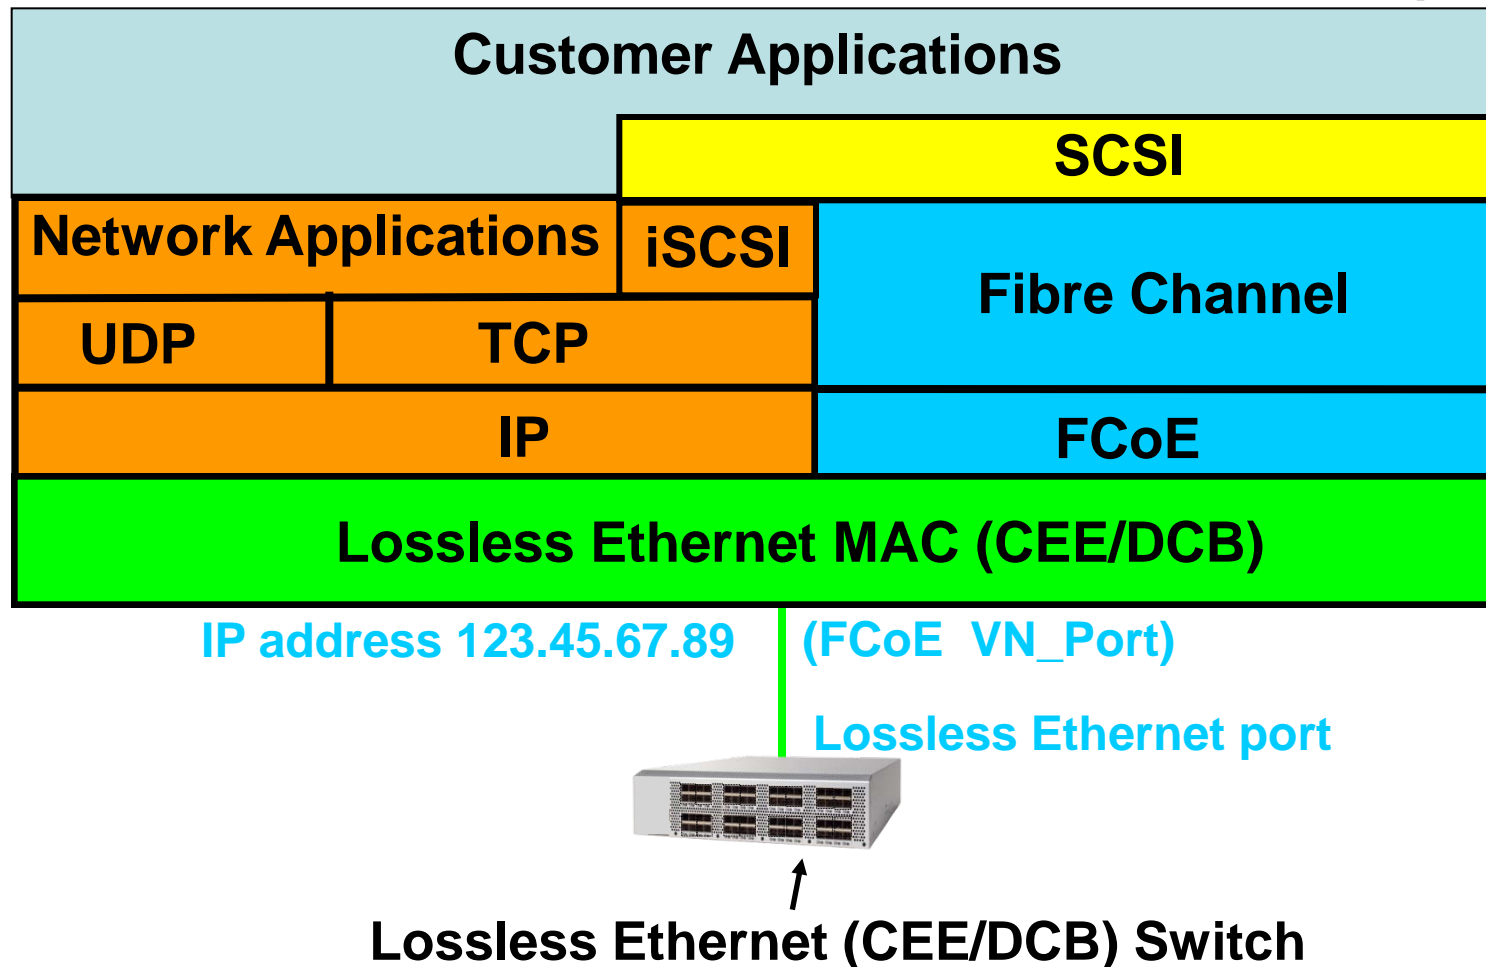 Customer Applications
SCSI
Network Applications
iSCSI
Fibre Channel
UDP
TCP
IP
FCoE
Lossless Ethernet MAC (CEE/DCB)
IP address 123.45.67.89
(FCoE VN_Port)
Lossless Ethernet port
Lossless Ethernet (CEE/DCB) Switch